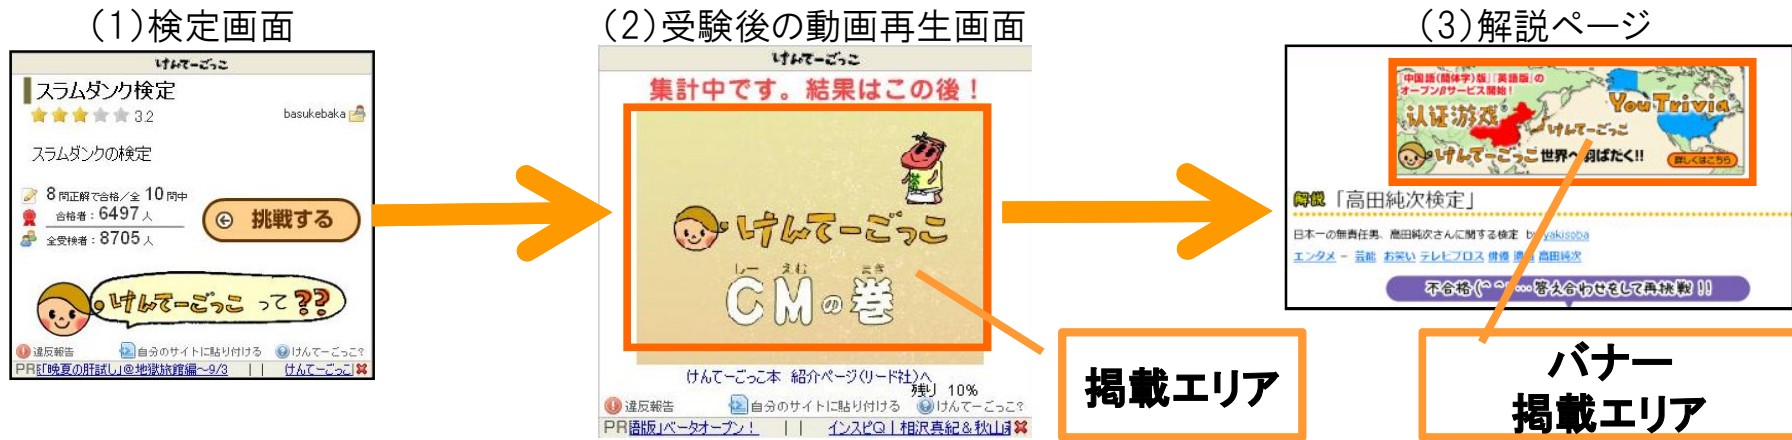 (1)検定画面
けんてーごっこ
スラムダンク検定
3.2
basukebaka
スラムダンクの検定
8問正解で合格/全10問中
合格者:6497人
全受検者:8705人
挑戦する
けんてーごっこって??
違反報告
自分のサイトに貼り付ける
けんてーごっこ?
PR「晩夏の肝試し」@地獄旅館編~9/3 | | けんてーごっこ
(2)受験後の動画再生画面
けんてーごっこ
集計中です。結果はこの後!
けんてーごっこ
しー えむ まき
CMの巻
けんてーごっこ本 紹介ページ(リード社)へ
残り 10%
違反報告
自分のサイトに貼り付ける
けんてーごっこ?
PR語版」ベータオープン! | | インスピQ | 相沢真紀&秋山
掲載エリア
(3)解説ページ
「中国語(簡体字)版」「英語版」の
オープンβサービス開始!
认证游戏
YouTrivia
けんてーごっこ
けんてーごっこ世界へ羽ばたく!!
詳しくはこちら
解説「高田純次検定」
日本一の無責任男、高田純次さんに関する検定 by yakisoba
エンタメ - 芸能 お笑い テレビブロス 俳優 高田純次
不合格(^ ^;…答え合わせをして再挑戦!!
バナー
掲載エリア